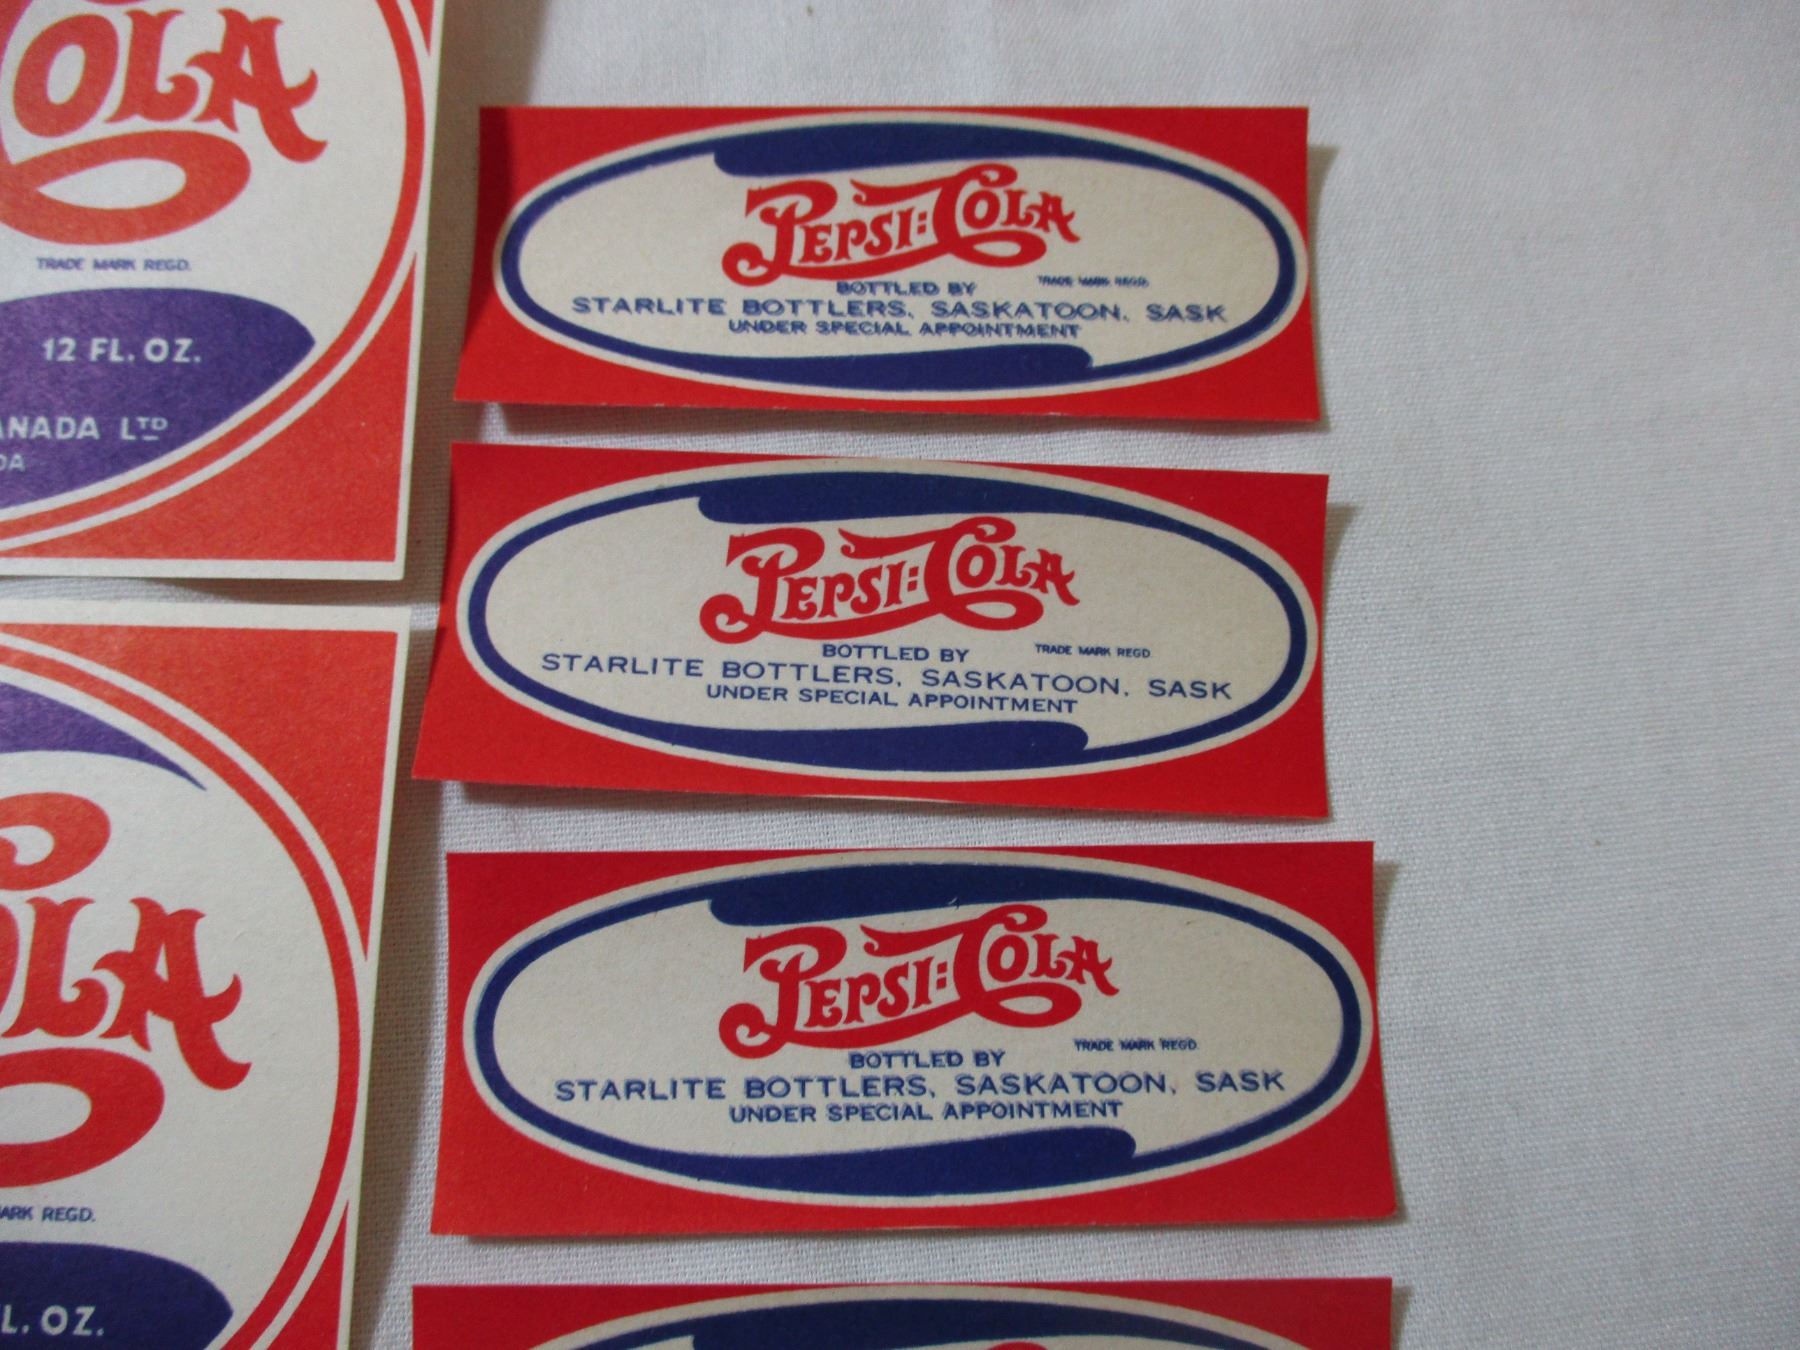 OLA
TRADE MARK REGD.
12 FL. OZ.
ANADA LTD
DA
OLA
ARK REGD.
L. OZ.
PEPSI:COLA
BOTTLED BY TRADE MARK REGD.
STARLITE BOTTLERS, SASKATOON, SASK
UNDER SPECIAL APPOINTMENT
PEPSI:COLA
BOTTLED BY TRADE MARK REGD.
STARLITE BOTTLERS, SASKATOON, SASK
UNDER SPECIAL APPOINTMENT
PEPSI:COLA
BOTTLED BY TRADE MARK REGD.
STARLITE BOTTLERS, SASKATOON, SASK
UNDER SPECIAL APPOINTMENT